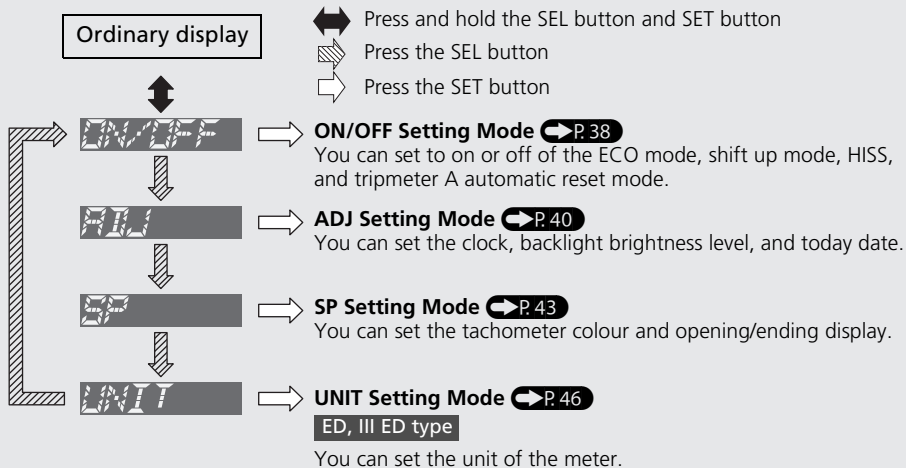 Press and hold the SEL button and SET button
Ordinary display
Press the SEL button
Press the SET button
ON/OFF
ON/OFF Setting Mode P. 38
You can set to on or off of the ECO mode, shift up mode, HISS,
and tripmeter A automatic reset mode.
ADJ
ADJ Setting Mode P. 40
You can set the clock, backlight brightness level, and today date.
SP
SP Setting Mode P. 43
You can set the tachometer colour and opening/ending display.
UNIT
UNIT Setting Mode P. 46
ED, III ED type
You can set the unit of the meter.